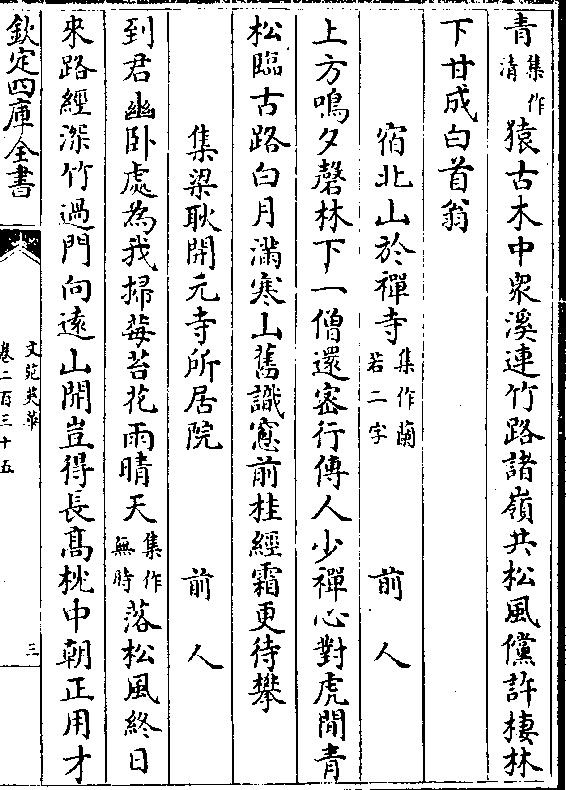 青集作清猿古木中衆溪連竹路諸嶺共松風儻許棲林
下甘成白首翁
宿北山於禪寺集作蘭若二字 前人
上方鳴夕磬林下一僧還密行傳人少禪心對虎閒青
松臨古路白月滿寒山舊識窻前桂經霜更待攀
集梁耿開元寺所居院 前人
到君幽卧處為我掃莓苔花雨晴天集作無時落松風終日
來路經深竹過門向遠山開豈得長高枕中朝正用才
欽定四庫全書
文苑英華
卷二百三十五
三